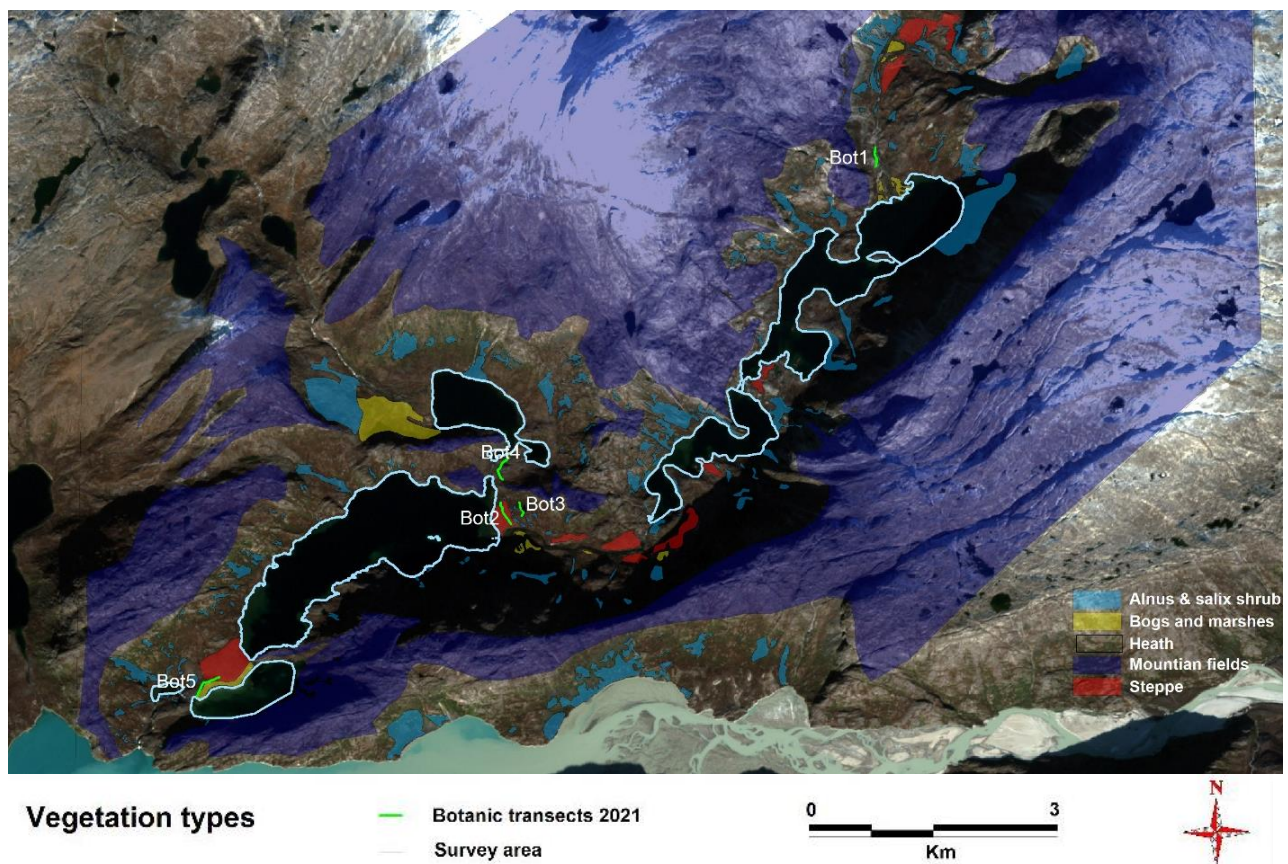 Bot1
Bot4
Bot3
Bot2
Bot5
Alnus & salix shrub
Bogs and marshes
Heath
Mountian fields
Steppe
Vegetation types
Botanic transects 2021
Survey area
0 3
Km
N